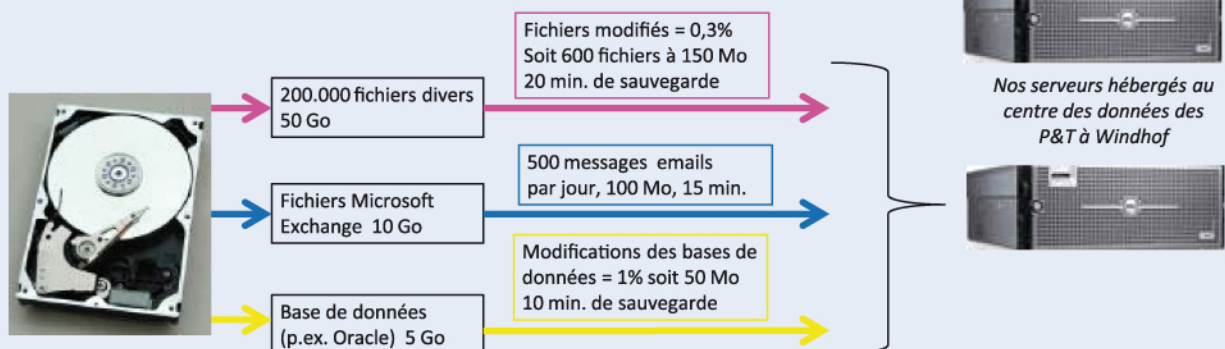 Fichiers modifiés = 0,3%
Soit 600 fichiers à 150 Mo
20 min. de sauvegarde
200.000 fichiers divers
50 Go
500 messages emails
par jour, 100 Mo, 15 min.
Fichiers Microsoft
Exchange 10 Go
Modifications des bases de
données = 1% soit 50 Mo
10 min. de sauvegarde
Base de données
(p.ex. Oracle) 5 Go
Nos serveurs hébergés au
centre des données des
P&T à Windhof